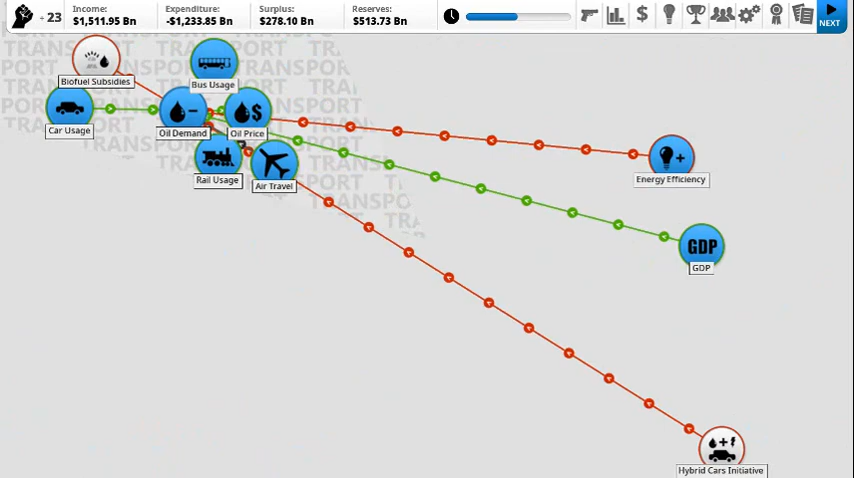 Income:
$1,511.95 Bn
Expenditure:
-$1,233.85 Bn
Surplus:
$278.10 Bn
Reserves:
$513.73 Bn
+ 23
NEXT
TRANSPORT
Biofuel Subsidies
Bus Usage
Car Usage
Oil Demand
Oil Price
Rail Usage
Air Travel
Energy Efficiency
GDP
GDP
Hybrid Cars Initiative